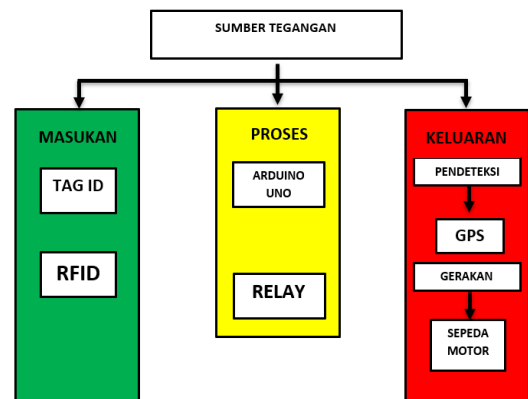 SUMBER TEGANGAN
MASUKAN
TAG ID
RFID
PROSES
ARDUINO
UNO
RELAY
KELUARAN
PENDETEKSI
GPS
GERAKAN
SEPEDA
MOTOR